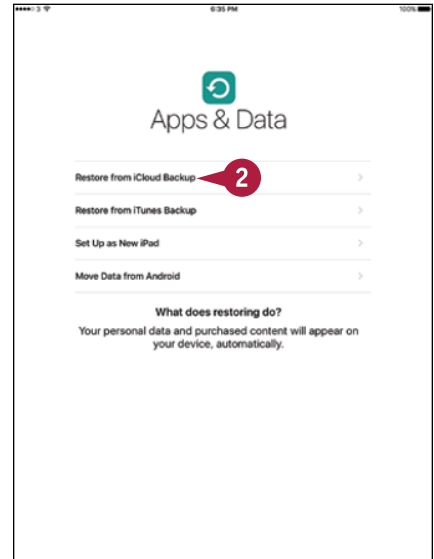 3 6:35 PM 100%
Apps & Data
Restore from iCloud Backup 2
Restore from iTunes Backup
Set Up as New iPad
Move Data from Android
What does restoring do?
Your personal data and purchased content will appear on
your device, automatically.